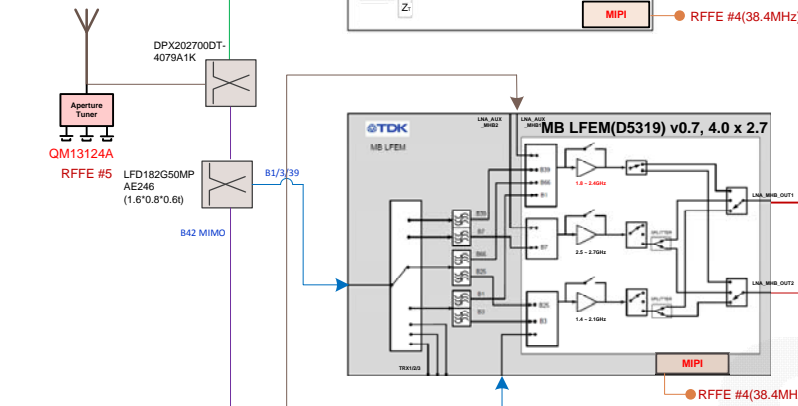 Z
MIPI
RFFE #4(38.4MHz)
DPX202700DT-
4079A1K
Aperture
Tuner
QM13124A
RFFE #5
LFD182G50MP
AE246
(1.6*0.8*0.6t)
B1/3/39
B42 MIMO
TDK
MB LFEM
LNA_AUX
_MHB2
LNA_AUX
_MHB1
MB LFEM(D5319) v0.7, 4.0 x 2.7
B39
B66
B1
1.8 ~ 2.4GHz
B7
2.5 ~ 2.7GHz
SPLITTER
B25
B3
1.4 ~ 2.1GHz
SPLITTER
B39
B7
B66
B25
B1
B3
LNA_MHB_OUT1
LNA_MHB_OUT2
TRX1/2/3
MIPI
RFFE #4(38.4MH